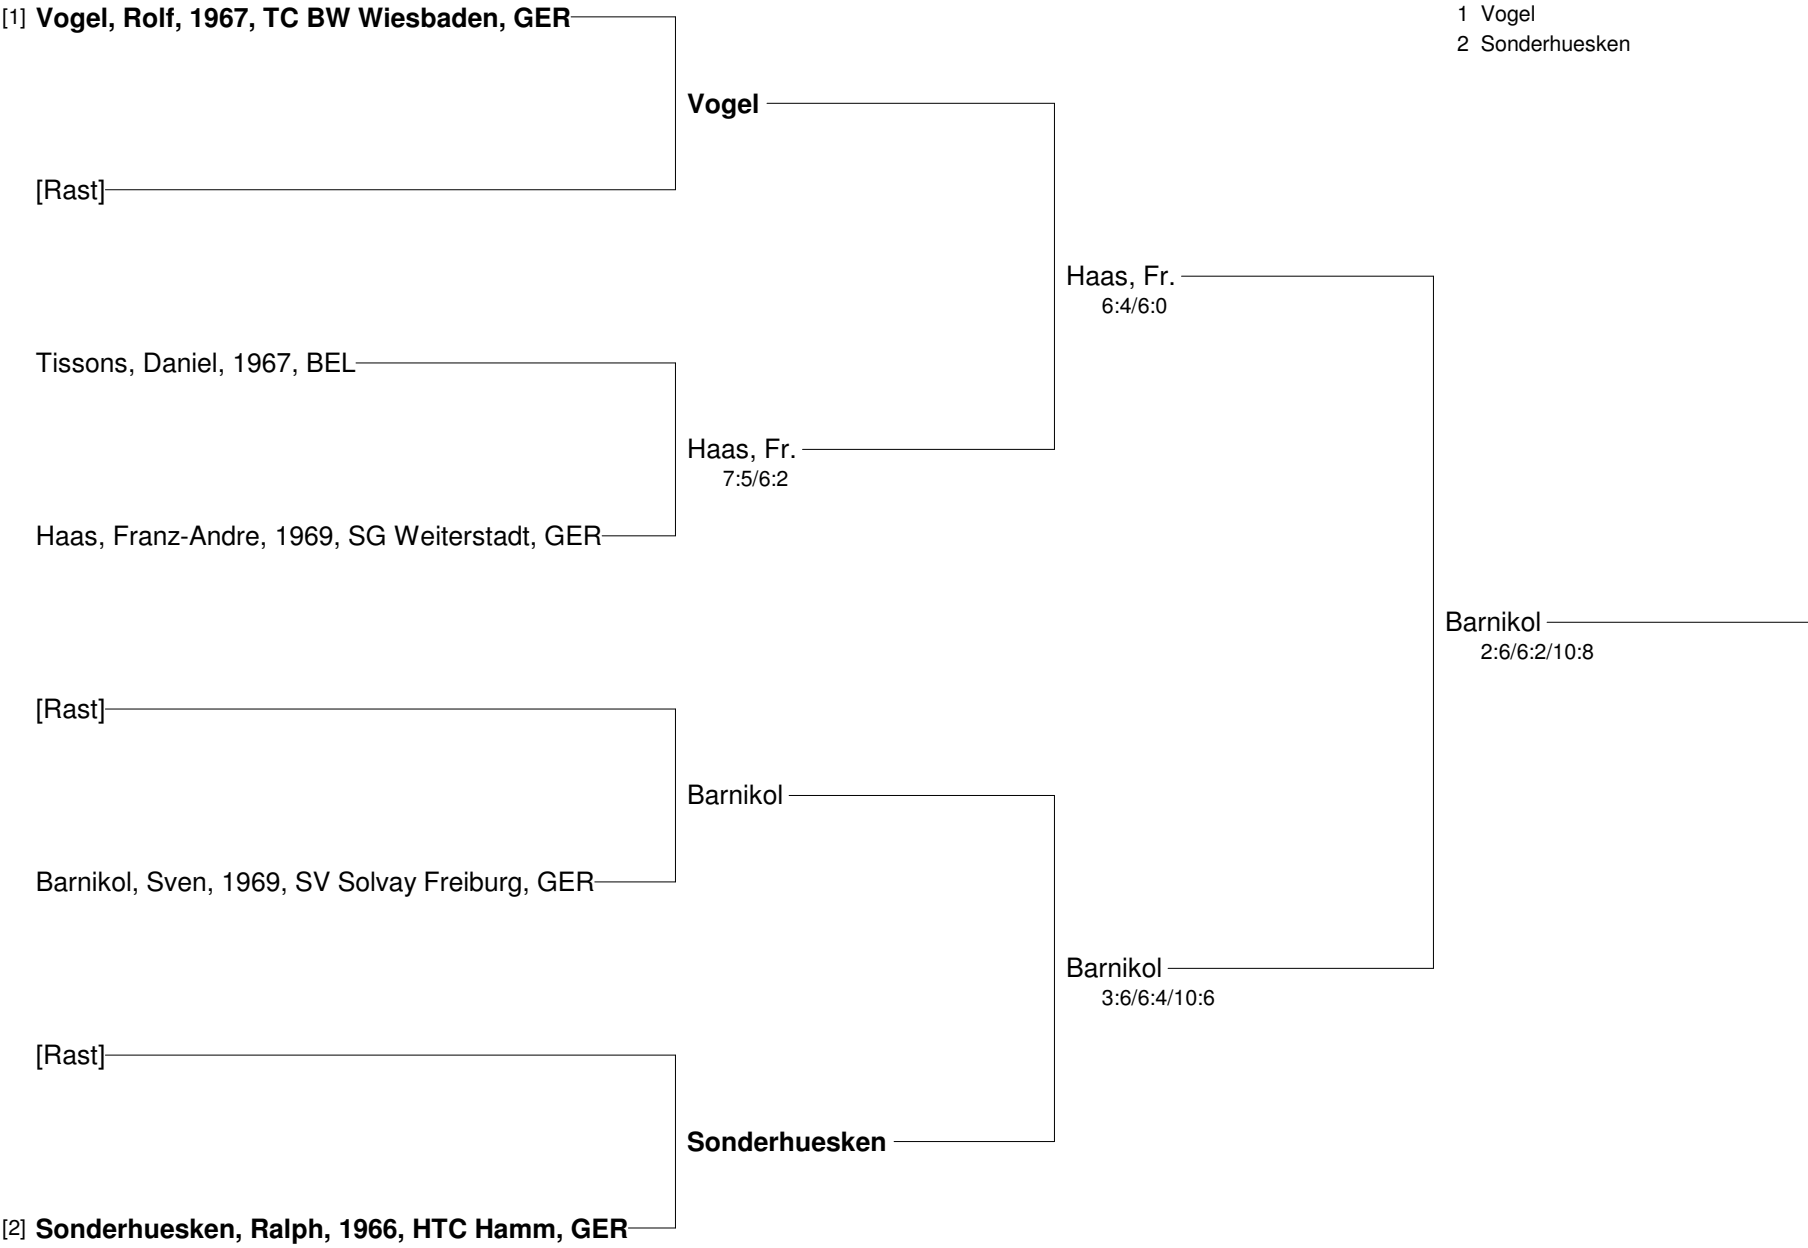 [1] Vogel, Rolf, 1967, TC BW Wiesbaden, GER
1 Vogel
2 Sonderhuesken
Vogel
[Rast]
Haas, Fr.
6:4/6:0
Tissons, Daniel, 1967, BEL
Haas, Fr.
7:5/6:2
Haas, Franz-Andre, 1969, SG Weiterstadt, GER
Barnikol
2:6/6:2/10:8
[Rast]
Barnikol
Barnikol, Sven, 1969, SV Solvay Freiburg, GER
Barnikol
3:6/6:4/10:6
[Rast]
Sonderhuesken
[2] Sonderhuesken, Ralph, 1966, HTC Hamm, GER